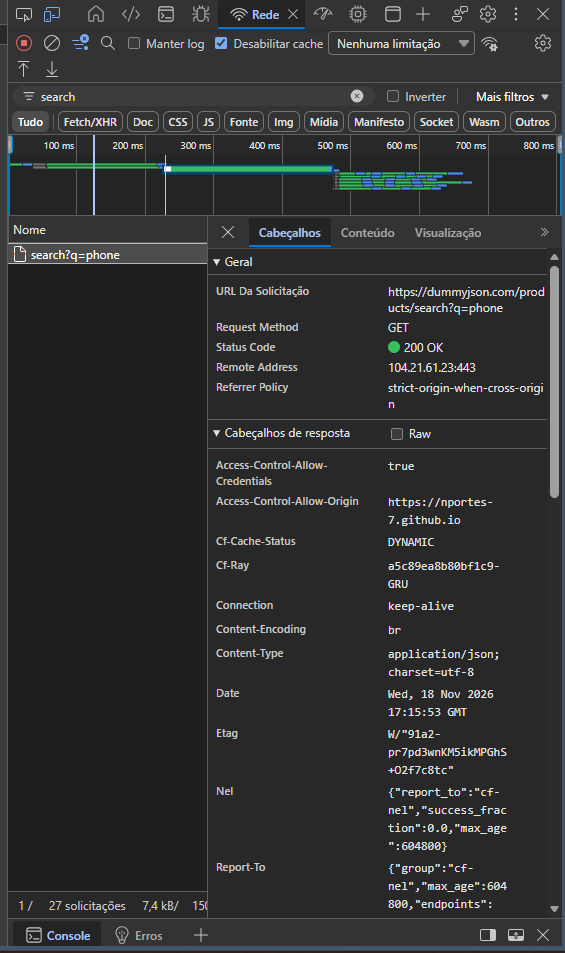 Rede
Manter log
Desabilitar cache
Nenhuma limitação
search
Inverter
Mais filtros
Tudo
Fetch/XHR
Doc
CSS
JS
Fonte
Img
Mídia
Manifesto
Socket
Wasm
Outros
100 ms
200 ms
300 ms
400 ms
500 ms
600 ms
700 ms
800 ms
Nome
search?q=phone
Cabeçalhos
Conteúdo
Visualização
Geral
URL Da Solicitação
https://dummyjson.com/prod
ucts/search?q=phone
Request Method
GET
Status Code
200 OK
Remote Address
104.21.61.23:443
Referrer Policy
strict-origin-when-cross-origi
n
Cabeçalhos de resposta
Raw
Access-Control-Allow-
Credentials
true
Access-Control-Allow-Origin
https://nportes-
7.github.io
Cf-Cache-Status
DYNAMIC
Cf-Ray
a5c89ea8b80bf1c9-
GRU
Connection
keep-alive
Content-Encoding
br
Content-Type
application/json;
charset=utf-8
Date
Wed, 18 Nov 2026
17:15:53 GMT
Etag
W/"91a2-
pr7pd3wnKM5ikMPGhS
+O2f7c8tc"
Nel
{"report_to":"cf-
nel","success_frac
tion":0.0,"max_age
":604800}
Report-To
{"group":"cf-
nel","max_age":604
800,"endpoints":
1 /
27 solicitações
7,4 kB/
150
Console
Erros